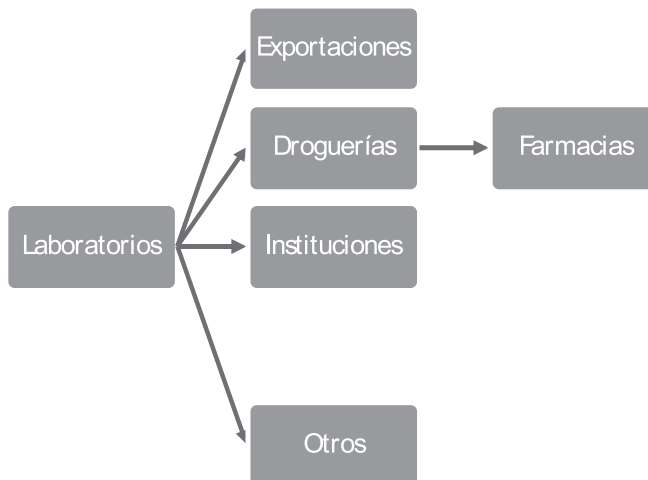 Exportaciones
Droguerías
Farmacias
Laboratorios
Instituciones
Otros